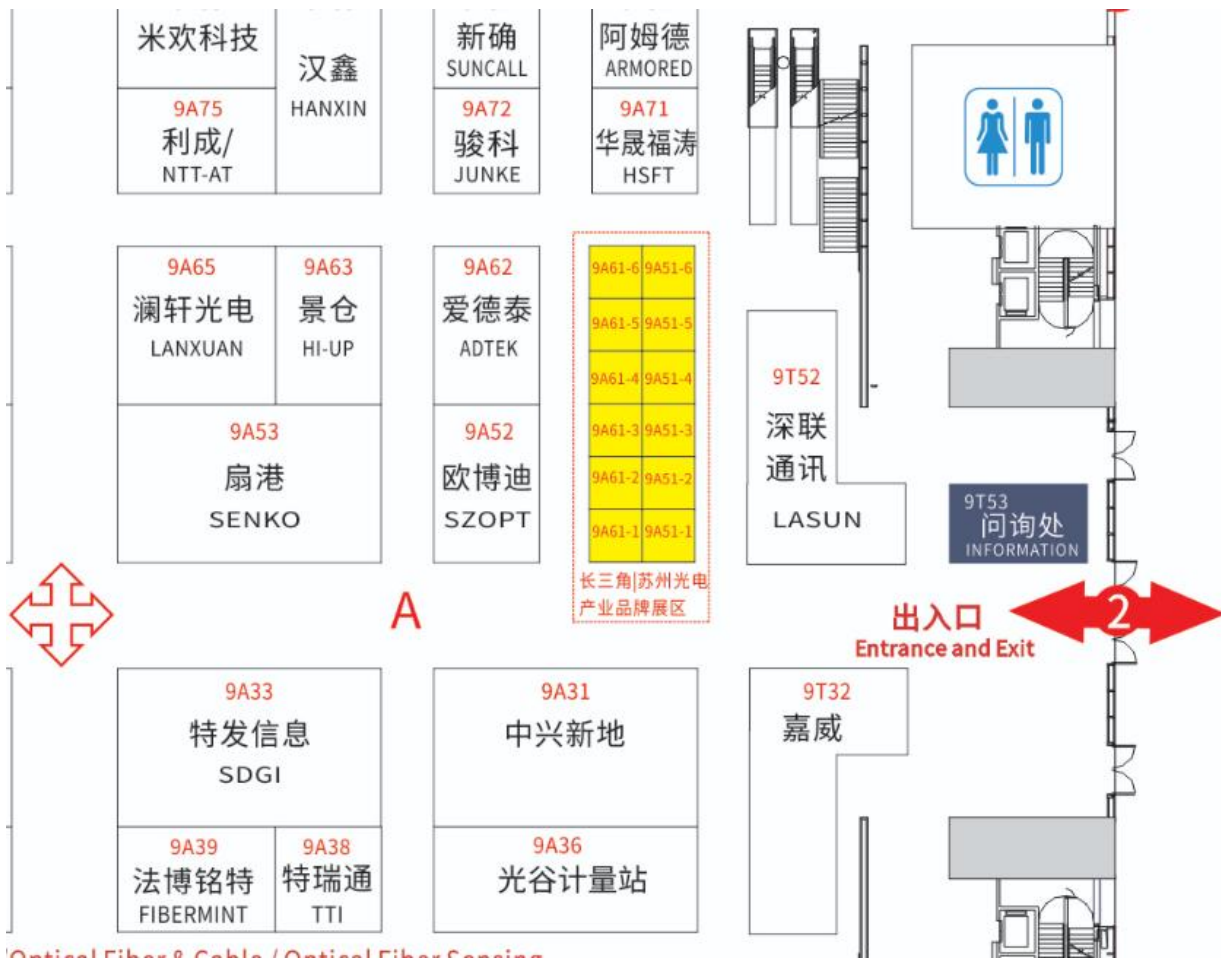 米欢科技
汉鑫
HANXIN
新确
SUNCALL
阿姆德
ARMORED
9A75
利成/
NTT-AT
9A72
骏科
JUNKE
9A71
华晟福涛
HSFT
9A65
澜轩光电
LANXUAN
9A63
景仓
HI-UP
9A62
爱德泰
ADTEK
9A61-6 9A51-6
9A61-5 9A51-5
9A61-4 9A51-4
9A61-3 9A51-3
9A61-2 9A51-2
9A61-1 9A51-1
长三角|苏州光电
产业品牌展区
9T52
深联
通讯
LASUN
9A53
扇港
SENKO
9A52
欧博迪
SZOPT
9T53
问询处
INFORMATION
A
出入口
Entrance and Exit
2
9A33
特发信息
SDGI
9A31
中兴新地
9T32
嘉威
9A39
法博铭特
FIBERMINT
9A38
特瑞通
TTI
9A36
光谷计量站
Optical Fiber & Cable / Optical Fiber Sensing